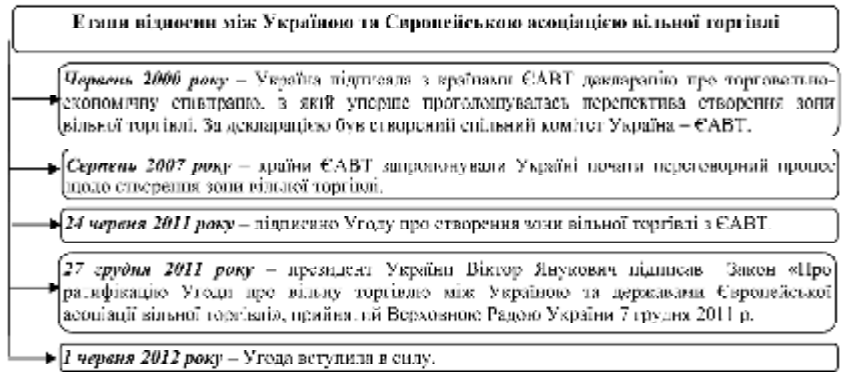 Етапи відносин між Україною та Європейською асоціацією вільної торгівлі
Червень 2000 року – Україна підписала з країнами ЄАВТ декларацію про торговельно-
економічну співпрацю, в якій уперше проголошувалась перспектива створення зони
вільної торгівлі. За декларацією був створений спільний комітет Україна – ЄАВТ.
Серпень 2007 року – країни ЄАВТ запропонували Україні почати переговорний процес
щодо створення зони вільної торгівлі.
24 червня 2011 року – підписано Угоду про створення зони вільної торгівлі з ЄАВТ.
27 грудня 2011 року – президент України Віктор Янукович підписав Закон «Про
ратифікацію Угоди про вільну торгівлю між Україною та державами Європейської
асоціації вільної торгівлі», прийнятий Верховною Радою України 7 грудня 2011 р.
1 червня 2012 року – Угода вступила в силу.